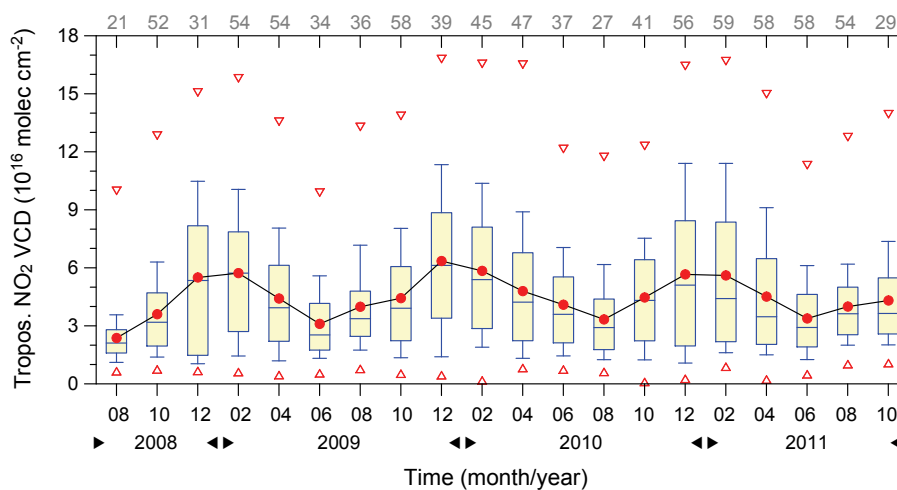 21 52 31 54 54 34 36 58 39 45 47 37 27 41 56 59 58 58 54 29
18
15
12
9
6
3
0
Tropos. NO₂ VCD (10¹⁶ molec cm⁻²)
08 10 12 02 04 06 08 10 12 02 04 06 08 10 12 02 04 06 08 10
2008 2009 2010 2011
Time (month/year)